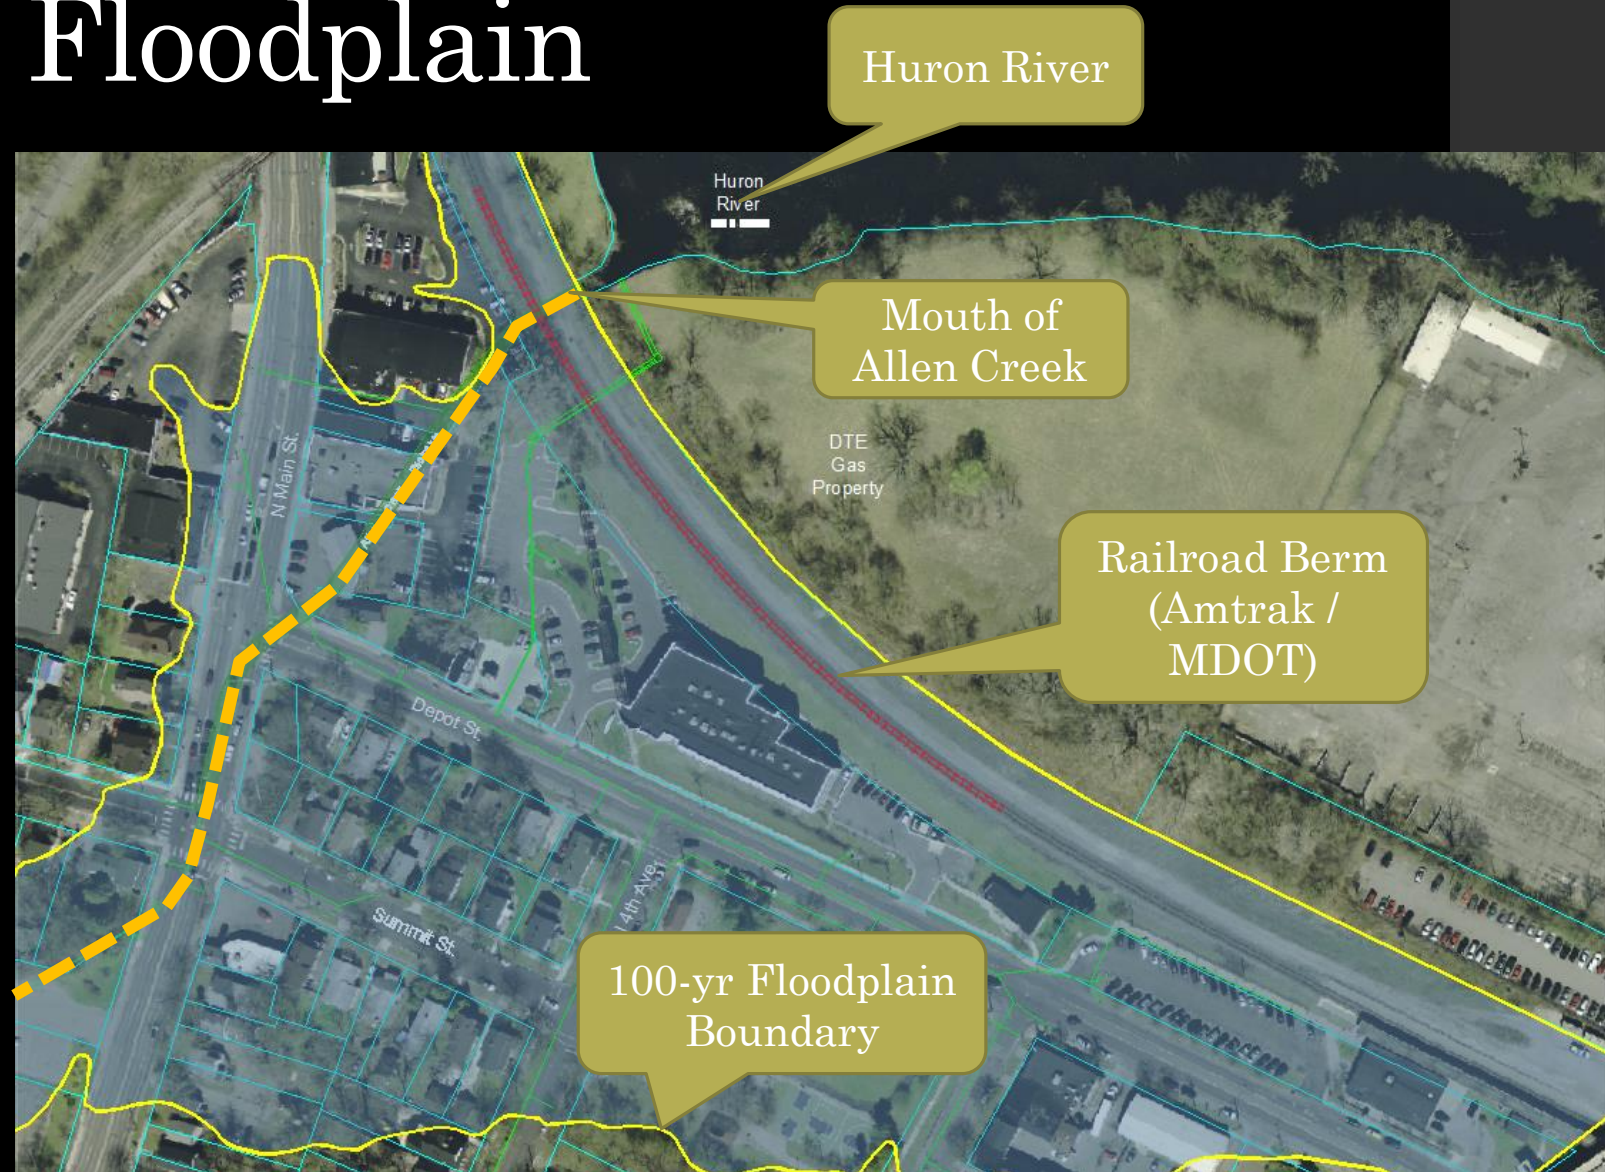 Floodplain
Huron River
Huron
River
Mouth of
Allen Creek
DTE
Gas
Property
N Main St.
Railroad Berm
(Amtrak /
MDOT)
Depot St.
4th Ave.
Summit St.
100-yr Floodplain
Boundary